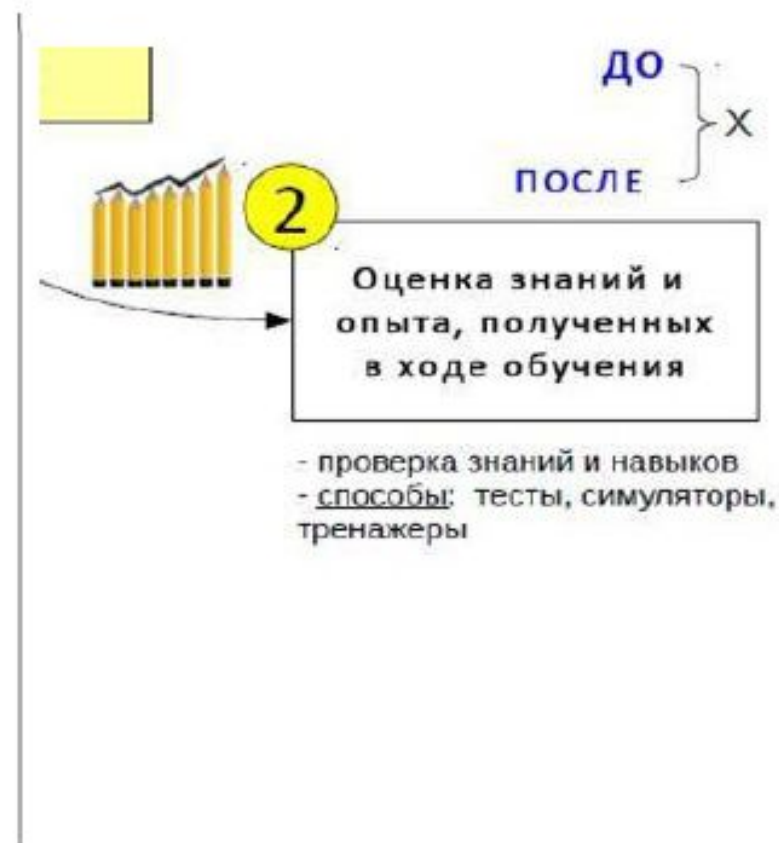 ДО
X
ПОСЛЕ
2
Оценка знаний и
опыта, полученных
в ходе обучения
- проверка знаний и навыков
- способы: тесты, симуляторы,
тренажеры